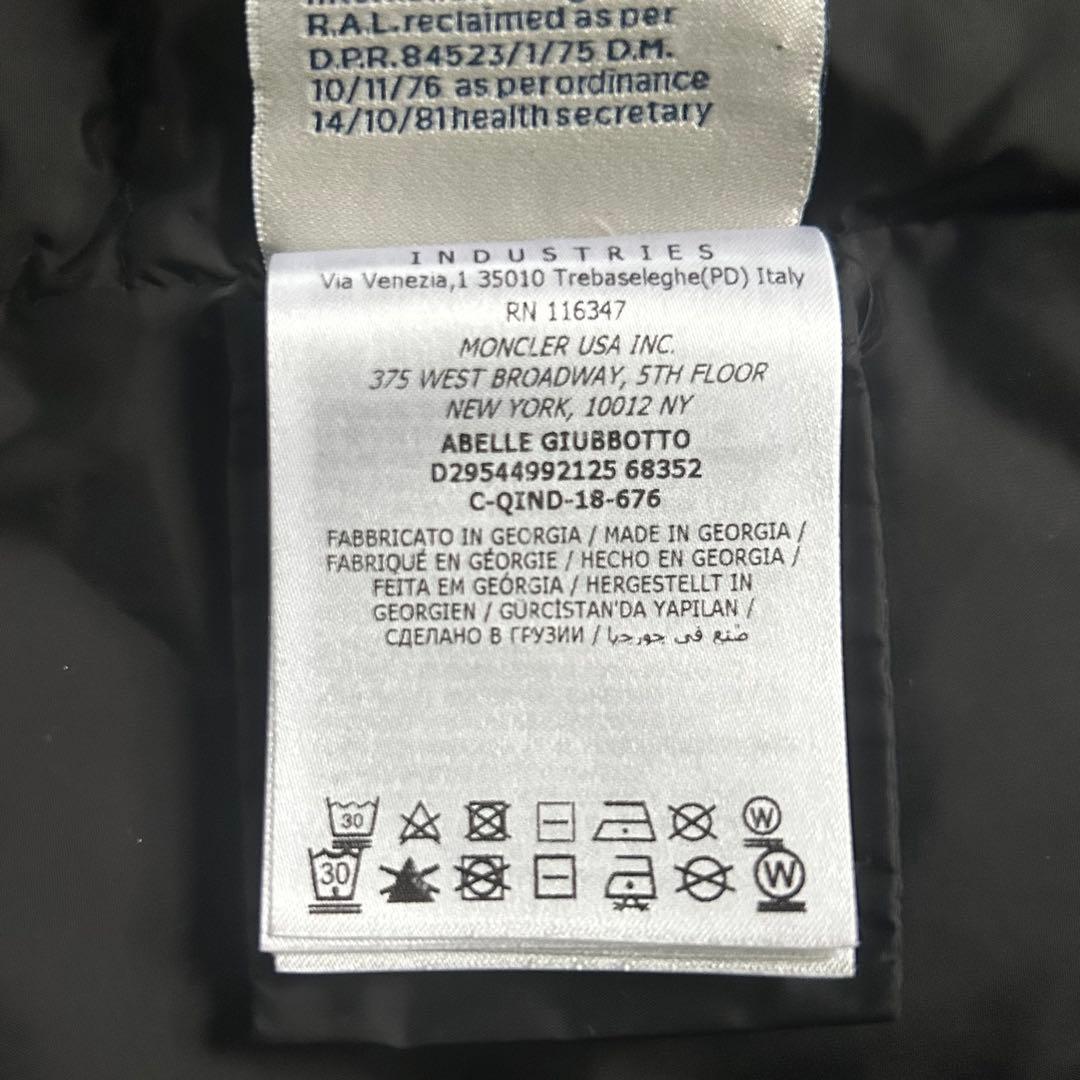 R.A.L.reclaimed as per
D.P.R.84523/1/75 D.M.
10/11/76 as per ordinance
14/10/81 health secretary
INDUSTRIES
Via Venezia,1 35010 Trebaseleghe(PD) Italy
RN 116347
MONCLER USA INC.
375 WEST BROADWAY, 5TH FLOOR
NEW YORK, 10012 NY
ABELLE GIUBBOTTO
D29544992125 68352
C-QIND-18-676
FABBRICATO IN GEORGIA / MADE IN GEORGIA /
FABRIQUÉ EN GÉORGIE / HECHO EN GEORGIA /
FEITA EM GEÓRGIA / HERGESTELLT IN
GEORGIEN / GÜRCİSTAN'DA YAPILAN /
СДЕЛАНО В ГРУЗИИ / صنع في جورجيا
30 W
30 W